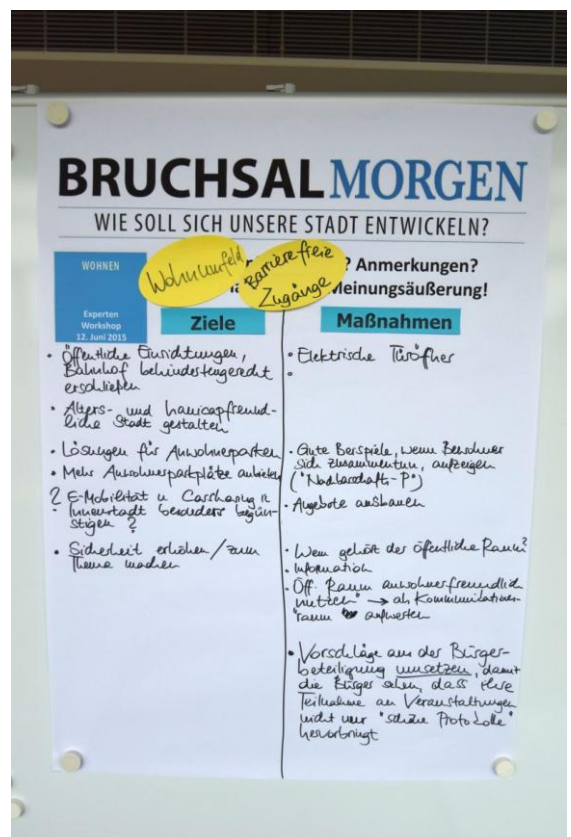 BRUCHSAL MORGEN
WIE SOLL SICH UNSERE STADT ENTWICKELN?
WOHNEN
Experten
Workshop
12. Juni 2015
Wohnumfeld
Barrierefreie
Zugänge
? Anmerkungen?
Meinungsäußerung!
Ziele
• Öffentliche Einrichtungen,
Bahnhof behindertengerecht
erschließen
• Alters- und handicapfreund-
liche Stadt gestalten
• Lösungen für Anwohnerparken
• Mehr Anwohnerparkplätze anbieten
? E-Mobilität u Carsharing
Innenstadt besonders begün-
stigen ?
• Sicherheit erhöhen / zum
Thema machen
Maßnahmen
• Elektrische Türöffner
• Gute Beispiele, wenn Bewohner
sich zusammentun, aufzeigen
("Nachbarschafts-P")
• Angebote ausbauen
• Wem gehört der öffentliche Raum?
• Information
• Öff. Raum anwohnerfreundlich
nutzen" → als Kommunikations-
raum aufwerten
• Vorschläge aus der Bürger-
beteiligung umsetzen, damit
die Bürger sehen, dass ihre
Teilnahme an Veranstaltungen
nicht nur "schöne Protokolle"
hervorbringt